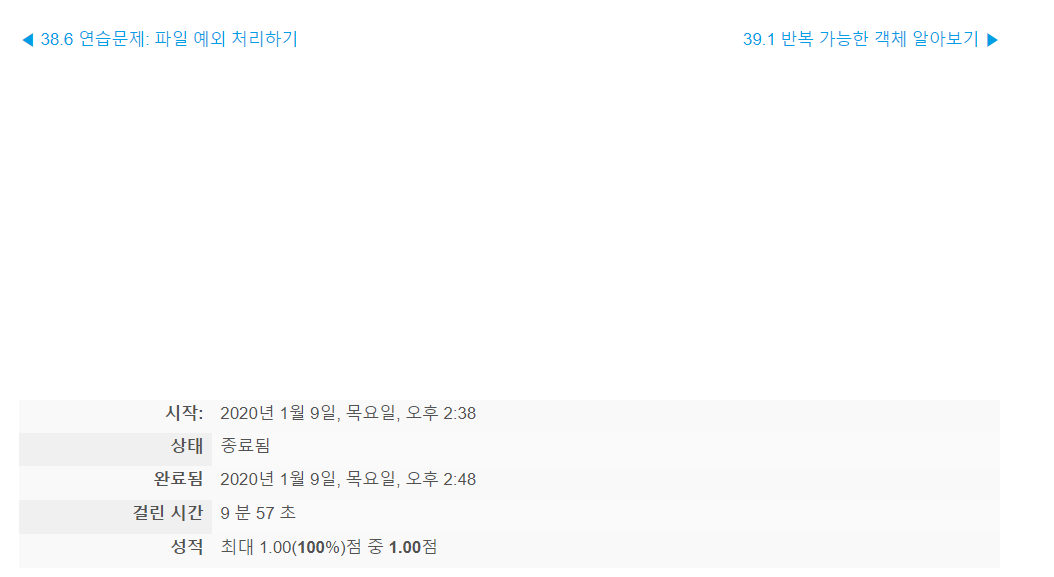 ◀ 38.6 연습문제: 파일 예외 처리하기
39.1 반복 가능한 객체 알아보기 ▶
시작: 2020년 1월 9일, 목요일, 오후 2:38
상태 종료됨
완료됨 2020년 1월 9일, 목요일, 오후 2:48
걸린 시간 9 분 57 초
성적 최대 1.00(100%)점 중 1.00점